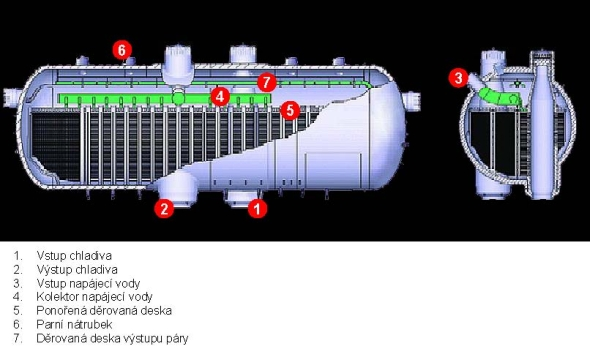 6
7
3
4
5
2
1
1. Vstup chladiva
2. Výstup chladiva
3. Vstup napájecí vody
4. Kolektor napájecí vody
5. Ponořená děrovaná deska
6. Parní nátrubek
7. Děrovaná deska výstupu páry